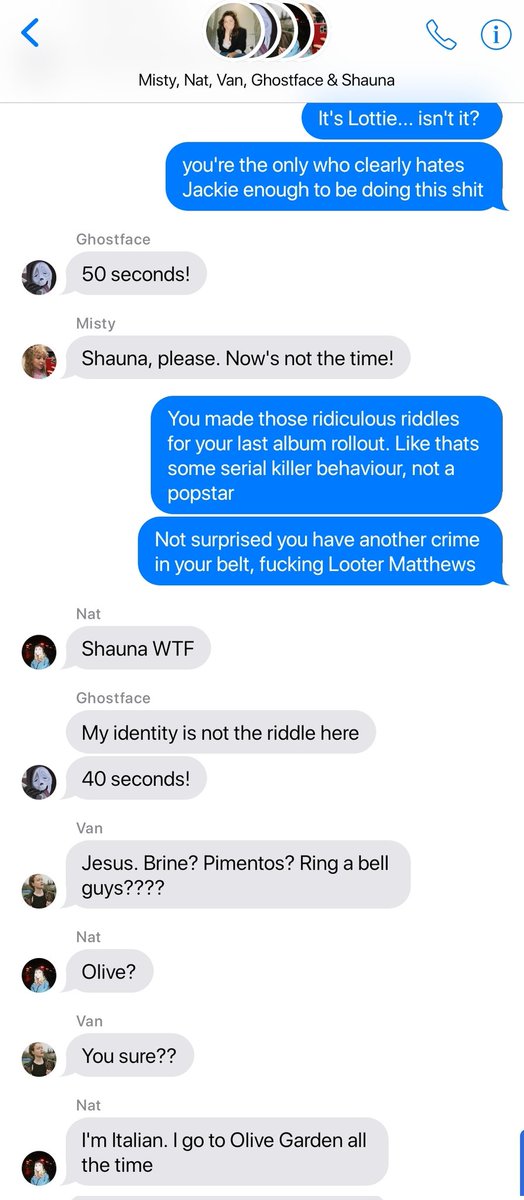 Misty, Nat, Van, Ghostface & Shauna
It's Lottie... isn't it?
you're the only who clearly hates
Jackie enough to be doing this shit
Ghostface
50 seconds!
Misty
Shauna, please. Now's not the time!
You made those ridiculous riddles
for your last album rollout. Like thats
some serial killer behaviour, not a
popstar
Not surprised you have another crime
in your belt, fucking Looter Matthews
Nat
Shauna WTF
Ghostface
My identity is not the riddle here
40 seconds!
Van
Jesus. Brine? Pimentos? Ring a bell
guys????
Nat
Olive?
Van
You sure??
Nat
I'm Italian. I go to Olive Garden all
the time